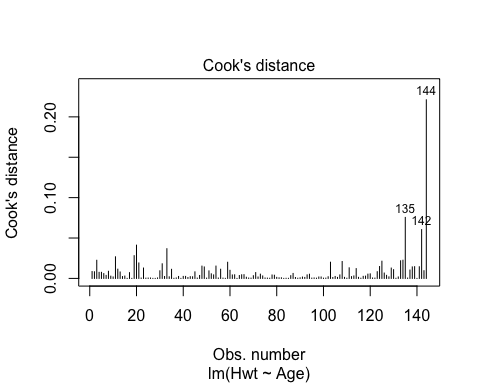 Cook's distance
144
135
142
Cook's distance
0.20
0.10
0.00
0 20 40 60 80 100 120 140
Obs. number
lm(Hwt ~ Age)